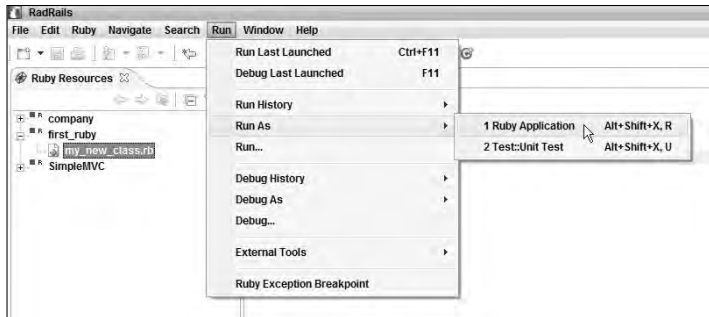 RadRails
File Edit Ruby Navigate Search Run Window Help
Run Last Launched Ctrl+F11
Debug Last Launched F11
Ruby Resources
Run History
company
first_ruby
Run As
1 Ruby Application Alt+Shift+X, R
my_new_class.rb
Run...
2 Test::Unit Test Alt+Shift+X, U
SimpleMVC
Debug History
Debug As
Debug...
External Tools
Ruby Exception Breakpoint